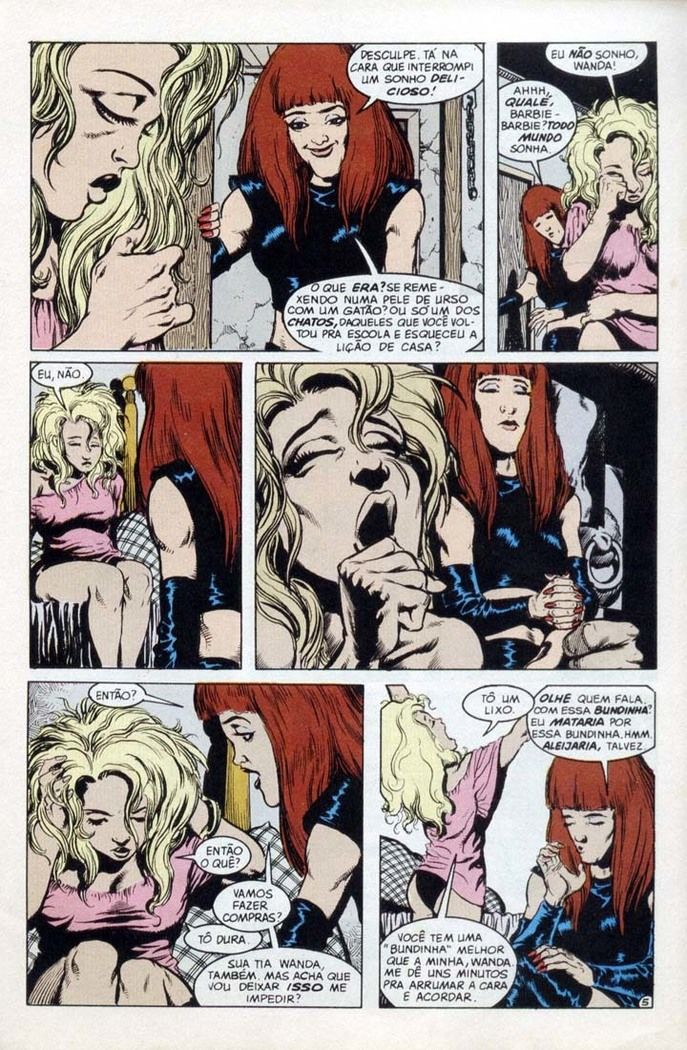 DESCULPE. TÁ NA
CARA QUE INTERROMPI
UM SONHO DELI-
CIOSO!
O QUE ERA? SE REME-
XENDO NUMA PELE DE URSO
COM UM GATÃO? OU SÓ UM DOS
CHATOS, DAQUELES QUE VOCÊ VOL-
TOU PRA ESCOLA E ESQUECEU A
LIÇÃO DE CASA?
EU NÃO SONHO,
WANDA!
AHHH,
QUALÉ,
BARBIE-
BARBIE? TODO
MUNDO
SONHA.
EU, NÃO.
ENTÃO?
ENTÃO
O QUÊ?
VAMOS
FAZER
COMPRAS?
TÔ DURA.
SUA TIA WANDA,
TAMBÉM. MAS ACHA QUE
VOU DEIXAR ISSO ME
IMPEDIR?
TÔ UM
LIXO.
OLHE QUEM FALA,
COM ESSA BUNDINHA?
EU MATARIA POR
ESSA BUNDINHA. HMM.
ALEIJARIA, TALVEZ.
VOCÊ TEM UMA
"BUNDINHA" MELHOR
QUE A MINHA, WANDA.
ME DÊ UNS MINUTOS
PRA ARRUMAR A CARA
E ACORDAR.
5